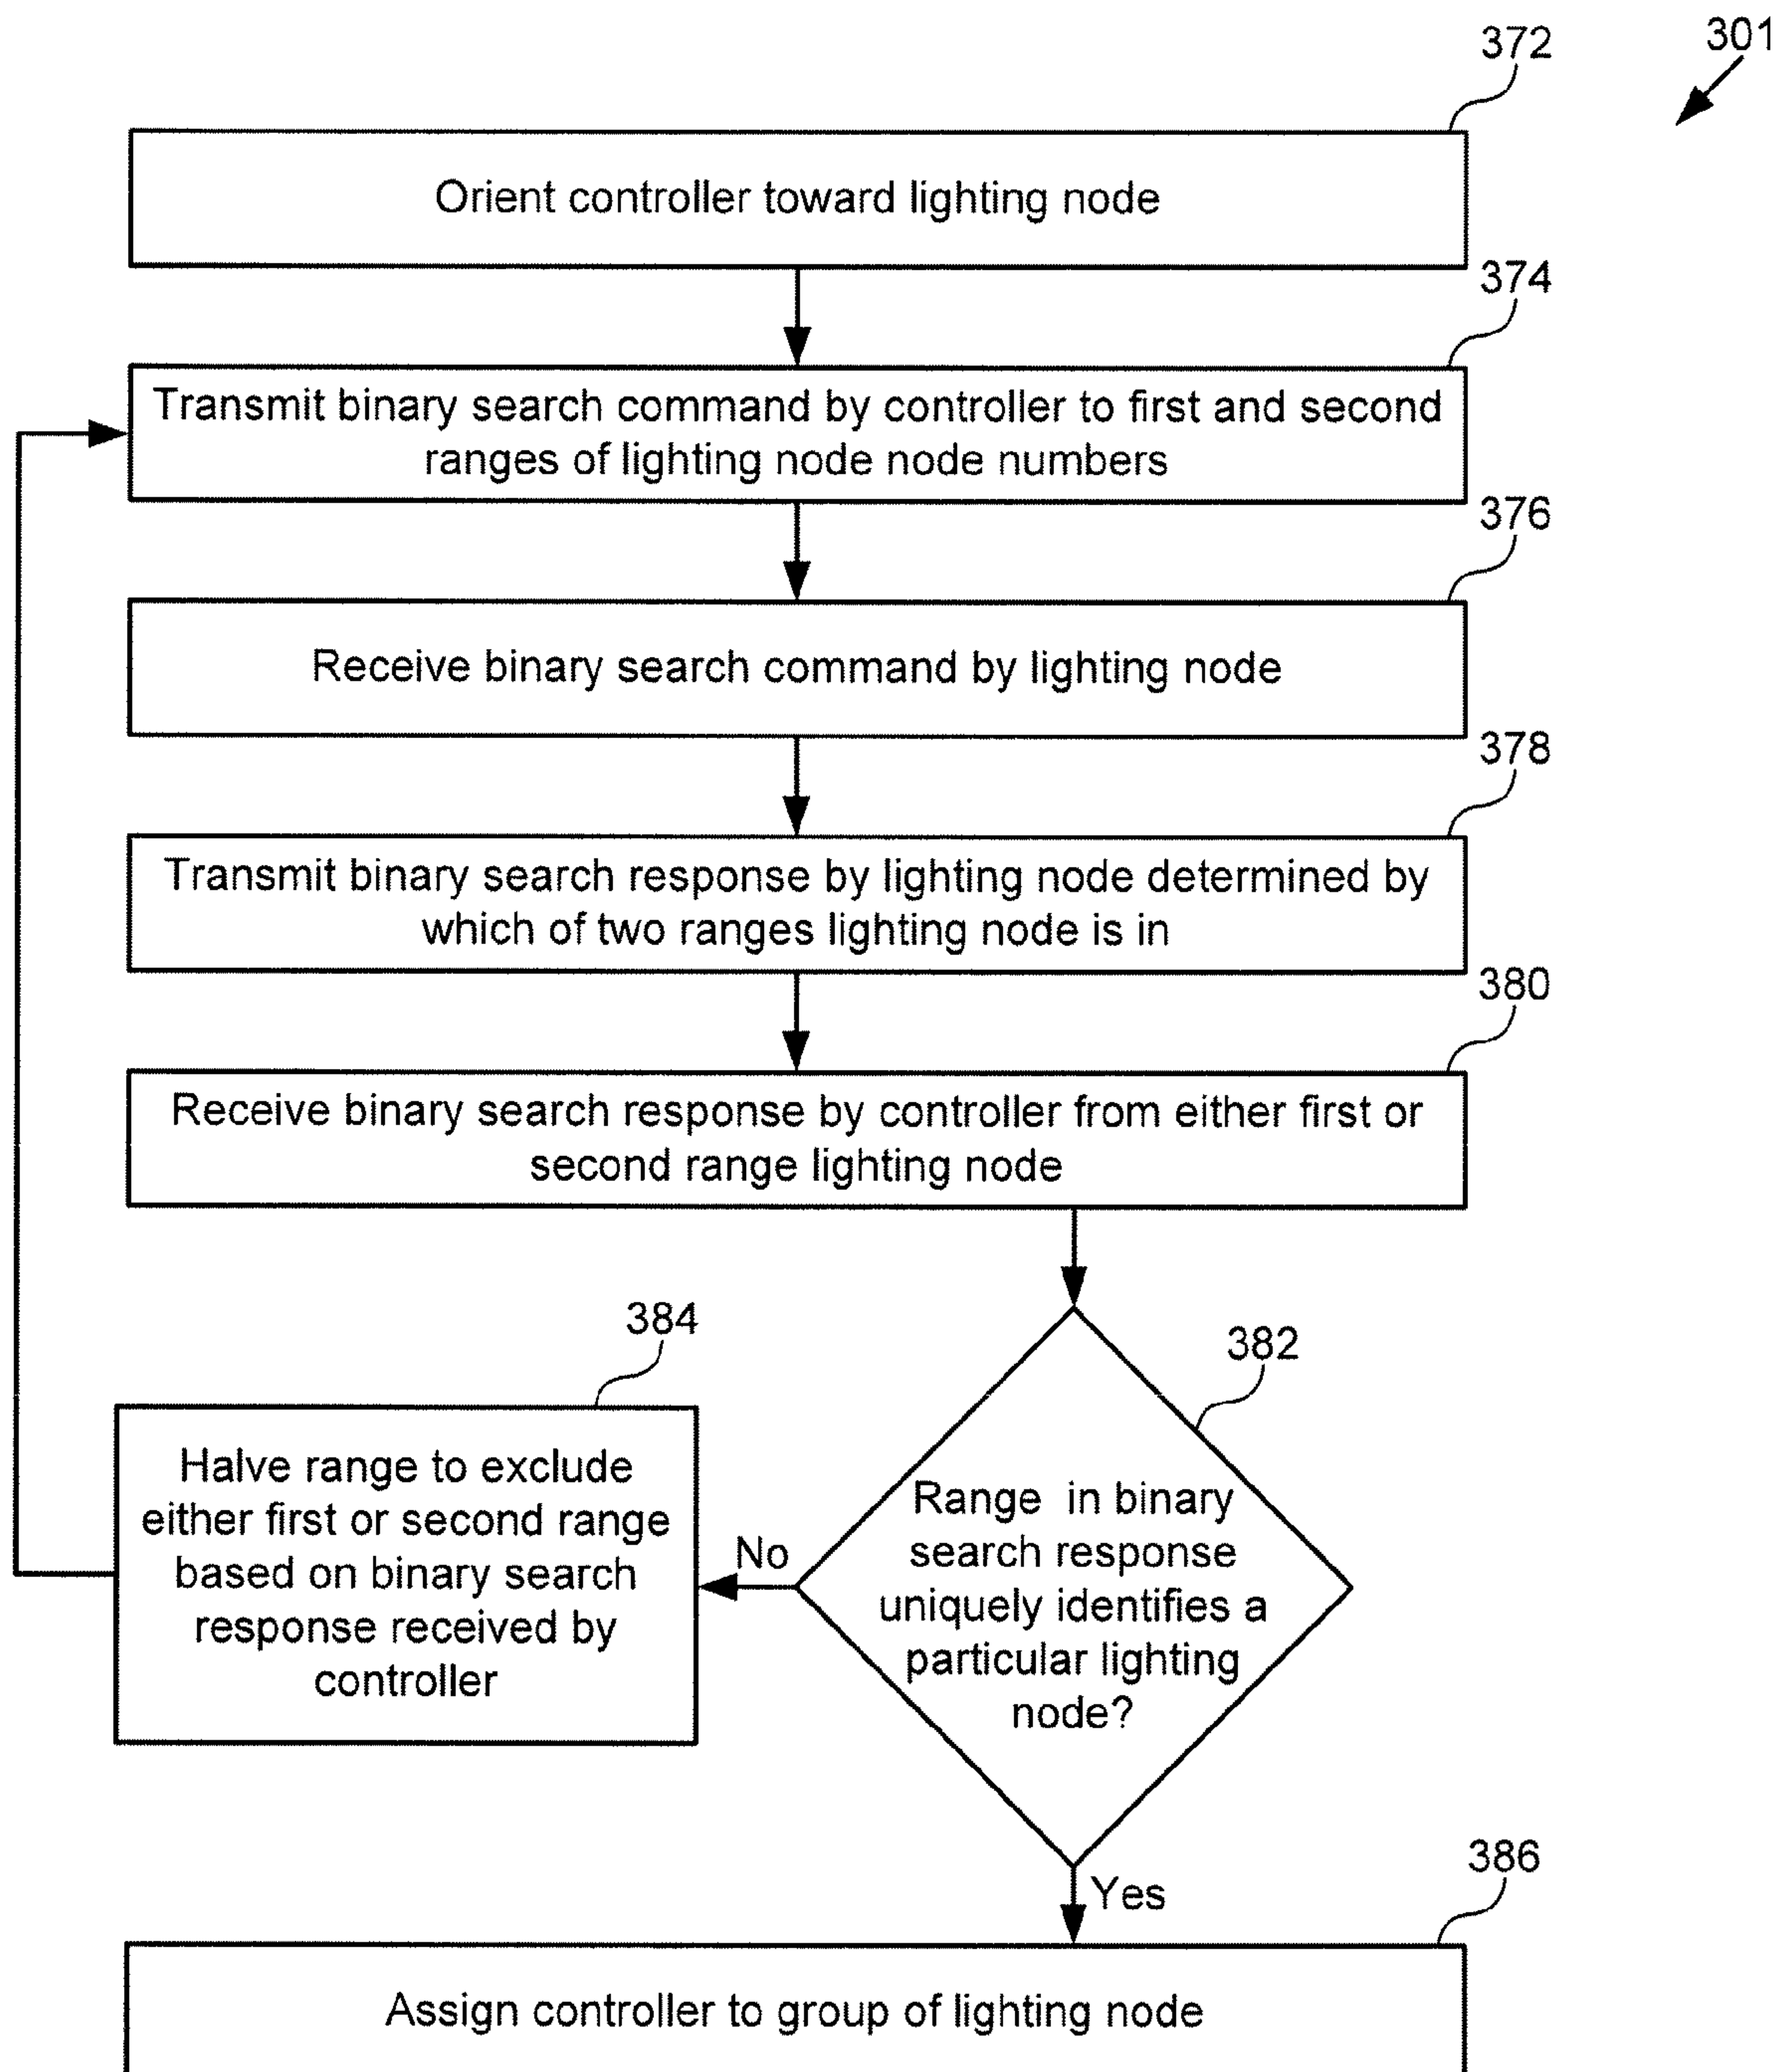 301
372
Orient controller toward lighting node
374
Transmit binary search command by controller to first and second
ranges of lighting node node numbers
376
Receive binary search command by lighting node
378
Transmit binary search response by lighting node determined by
which of two ranges lighting node is in
380
Receive binary search response by controller from either first or
second range lighting node
382
Range in binary
search response
uniquely identifies a
particular lighting
node?
No
384
Halve range to exclude
either first or second range
based on binary search
response received by
controller
Yes
386
Assign controller to group of lighting node